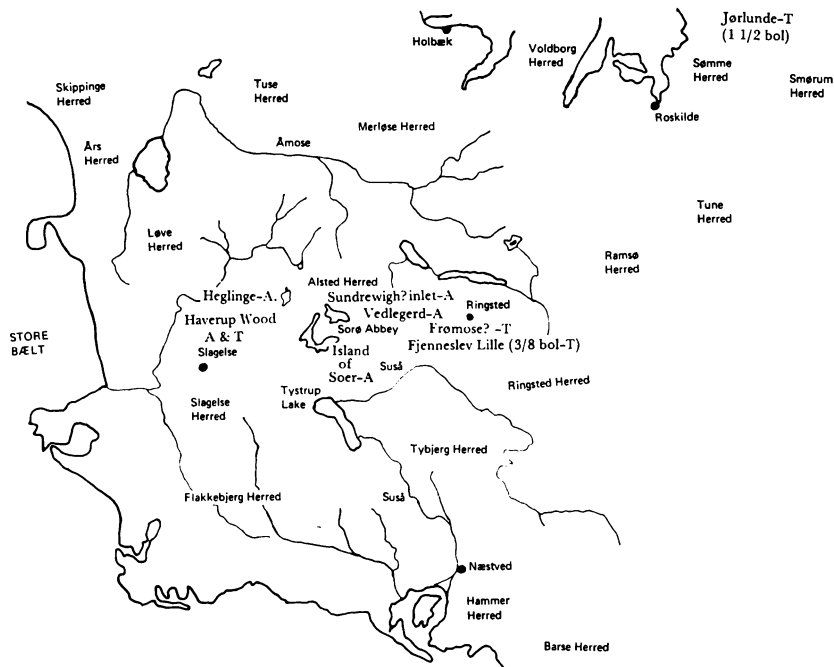 Jørlunde-T
(1 1/2 bol)
Holbæk
Voldborg
Herred
Sømme
Herred
Smørum
Herred
Skippinge
Herred
Tuse
Herred
Roskilde
Års
Herred
Åmose
Merløse Herred
Tune
Herred
Løve
Herred
Ramsø
Herred
Alsted Herred
Heglinge-A.
Sundrewigh? inlet-A
Ringsted
Vedlegerd-A
Haverup Wood
A & T
Sorø Abbey
Frømose? -T
Fjenneslev Lille (3/8 bol-T)
STORE
BÆLT
Slagelse
Island
of
Soer-A
Suså
Ringsted Herred
Tystrup
Lake
Slagelse
Herred
Tybjerg Herred
Flakkebjerg Herred
Suså
Næstved
Hammer
Herred
Barse Herred